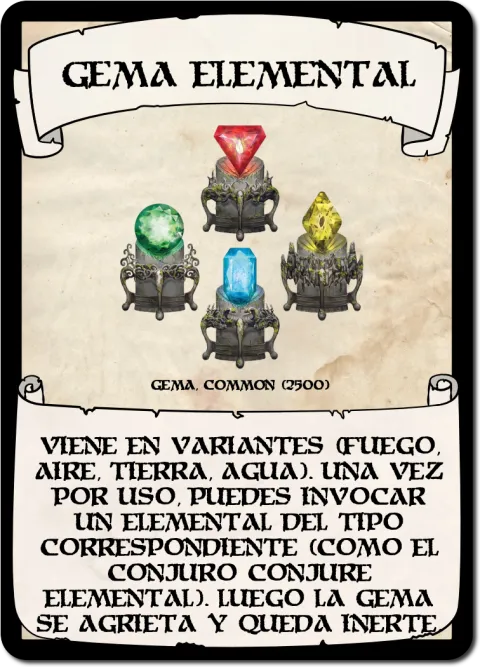 GEMA ELEMENTAL
GEMA, COMMON (2500)
VIENE EN VARIANTES (FUEGO,
AIRE, TIERRA, AGUA). UNA VEZ
POR USO, PUEDES INVOCAR
UN ELEMENTAL DEL TIPO
CORRESPONDIENTE (COMO EL
CONJURO CONJURE
ELEMENTAL). LUEGO LA GEMA
SE AGRIETA Y QUEDA INERTE